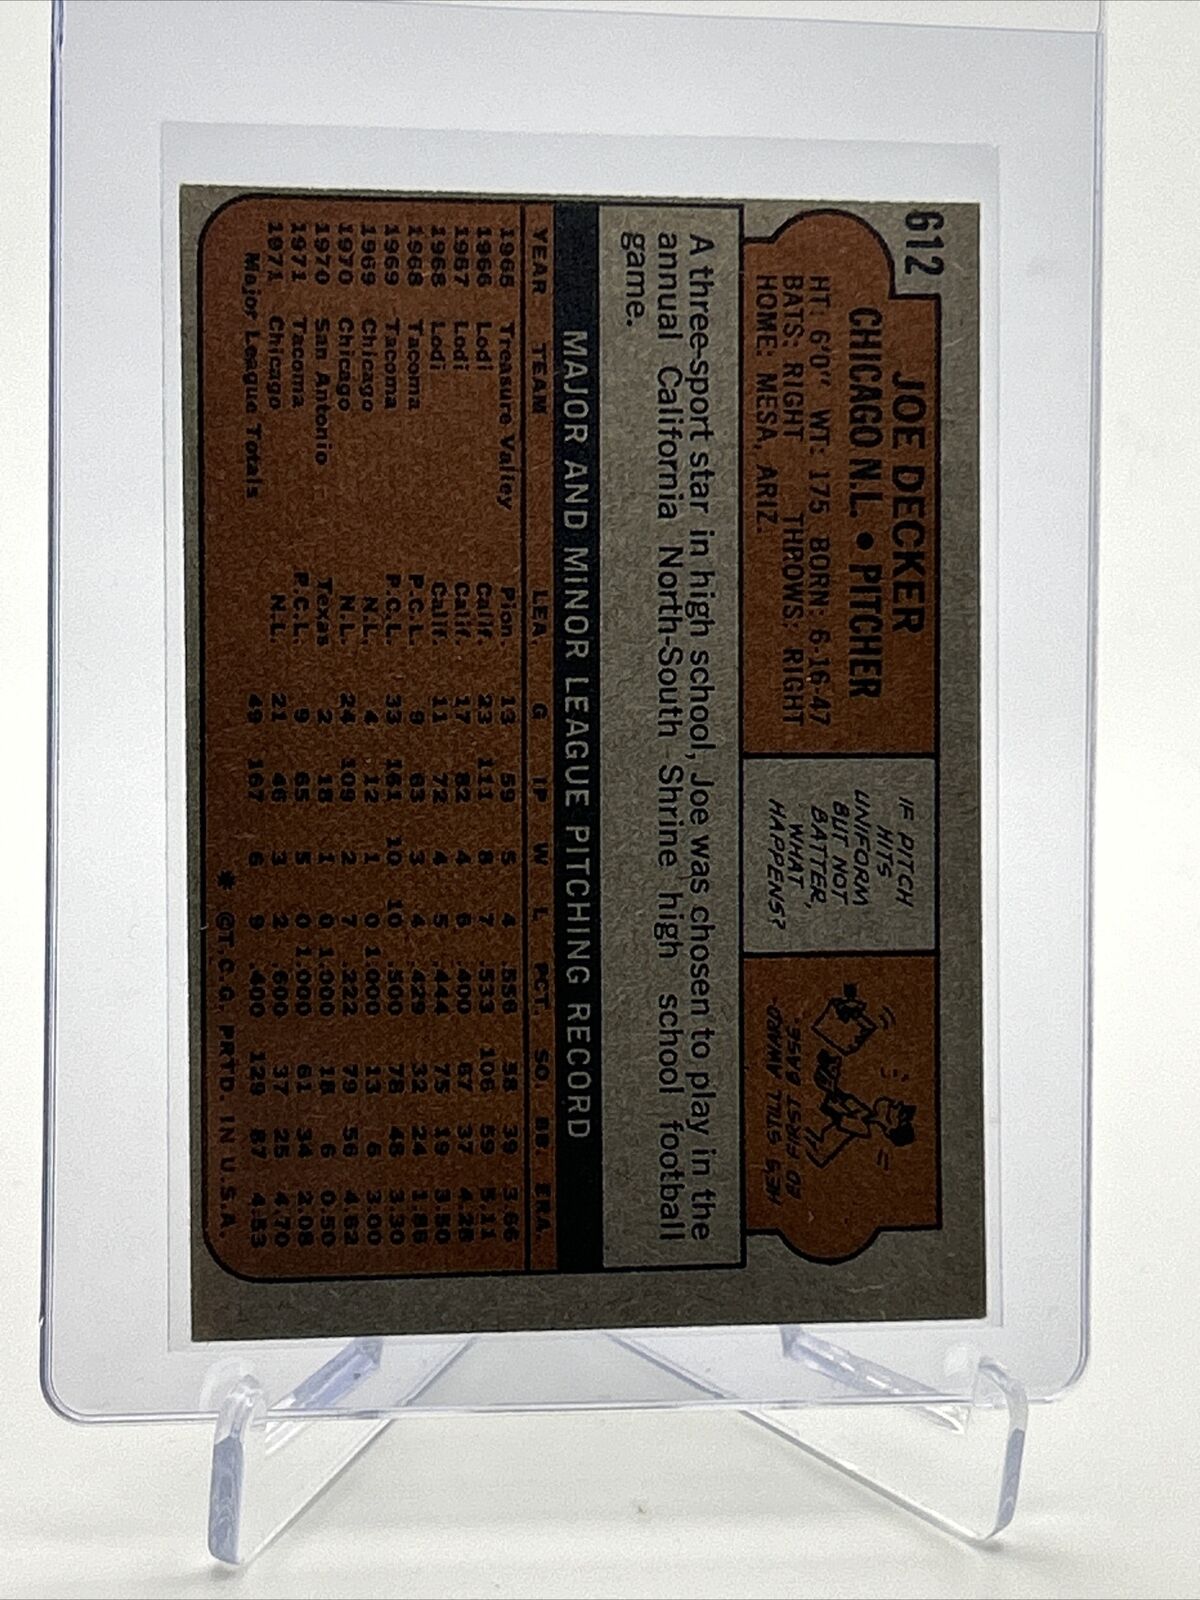 612
JOE DECKER
CHICAGO N.L. • PITCHER
HT: 6'0" WT: 175 BORN: 6-16-47
BATS: RIGHT THROWS: RIGHT
HOME: MESA, ARIZ.
IF PITCH
HITS
UNIFORM
BUT NOT
BATTER,
WHAT
HAPPENS?
HE'S STILL AWARD-
ED FIRST BASE.
A three-sport star in high school, Joe was chosen to play in the
annual California North-South Shrine high school football
game.
MAJOR AND MINOR LEAGUE PITCHING RECORD
YEAR TEAM LEA. G IP W L PCT. SO. BB. ERA.
1965 Treasure Valley Pion. 13 59 5 4 .556 58 39 3.66
1966 Lodi Calif. 23 111 8 7 .533 106 59 5.11
1967 Lodi Calif. 17 82 4 6 .400 67 37 4.28
1968 Lodi Calif. 11 72 4 5 .444 75 19 3.50
1968 Tacoma P.C.L. 9 63 3 4 .429 32 24 1.86
1969 Tacoma P.C.L. 33 161 10 10 .500 78 48 3.30
1969 Chicago N.L. 4 12 1 0 1.000 13 6 3.00
1970 Chicago N.L. 24 109 2 7 .222 79 56 4.62
1970 San Antonio Texas 2 18 1 0 1.000 18 6 0.50
1971 Tacoma P.C.L. 9 65 5 0 1.000 61 34 2.08
1971 Chicago N.L. 21 46 3 2 .600 37 25 4.70
Major League Totals 49 167 6 9 .400 129 87 4.53
* ©T.C.G. PRTD. IN U.S.A.